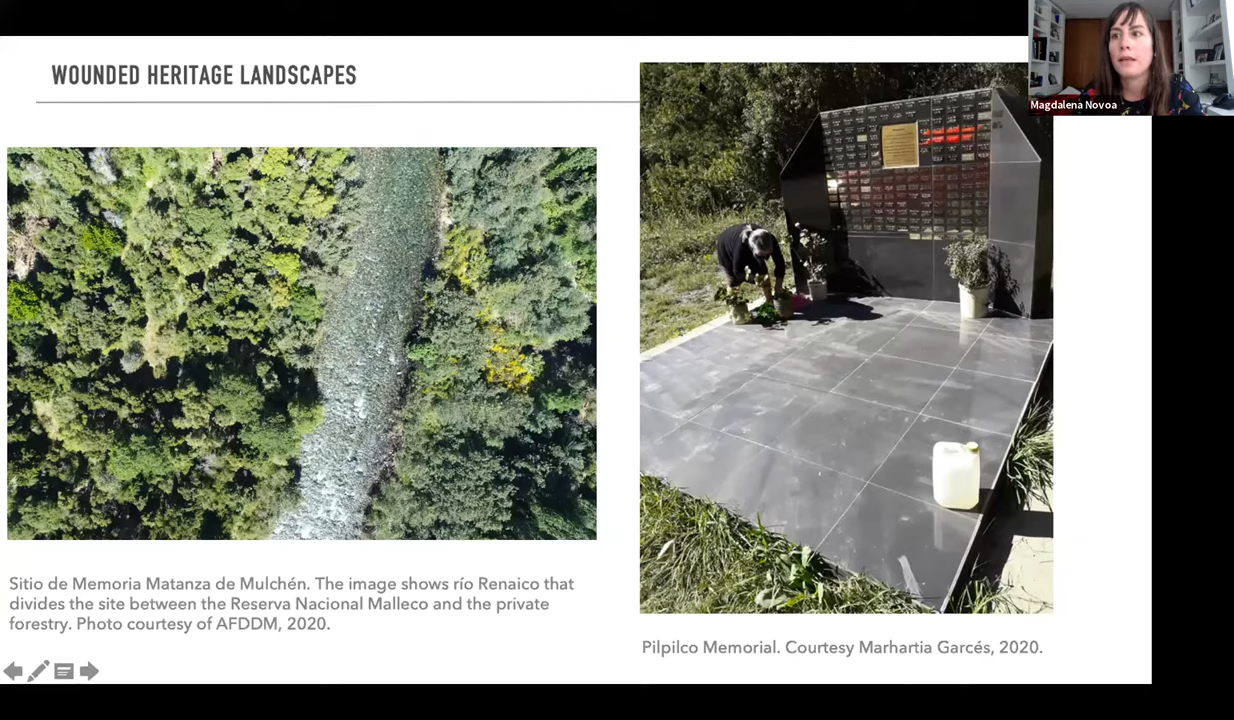 WOUNDED HERITAGE LANDSCAPES
Magdalena Novoa
Sitio de Memoria Matanza de Mulchén. The image shows río Renaico that
divides the site between the Reserva Nacional Malleco and the private
forestry. Photo courtesy of AFDDM, 2020.
Pilpilco Memorial. Courtesy Marhartia Garcés, 2020.